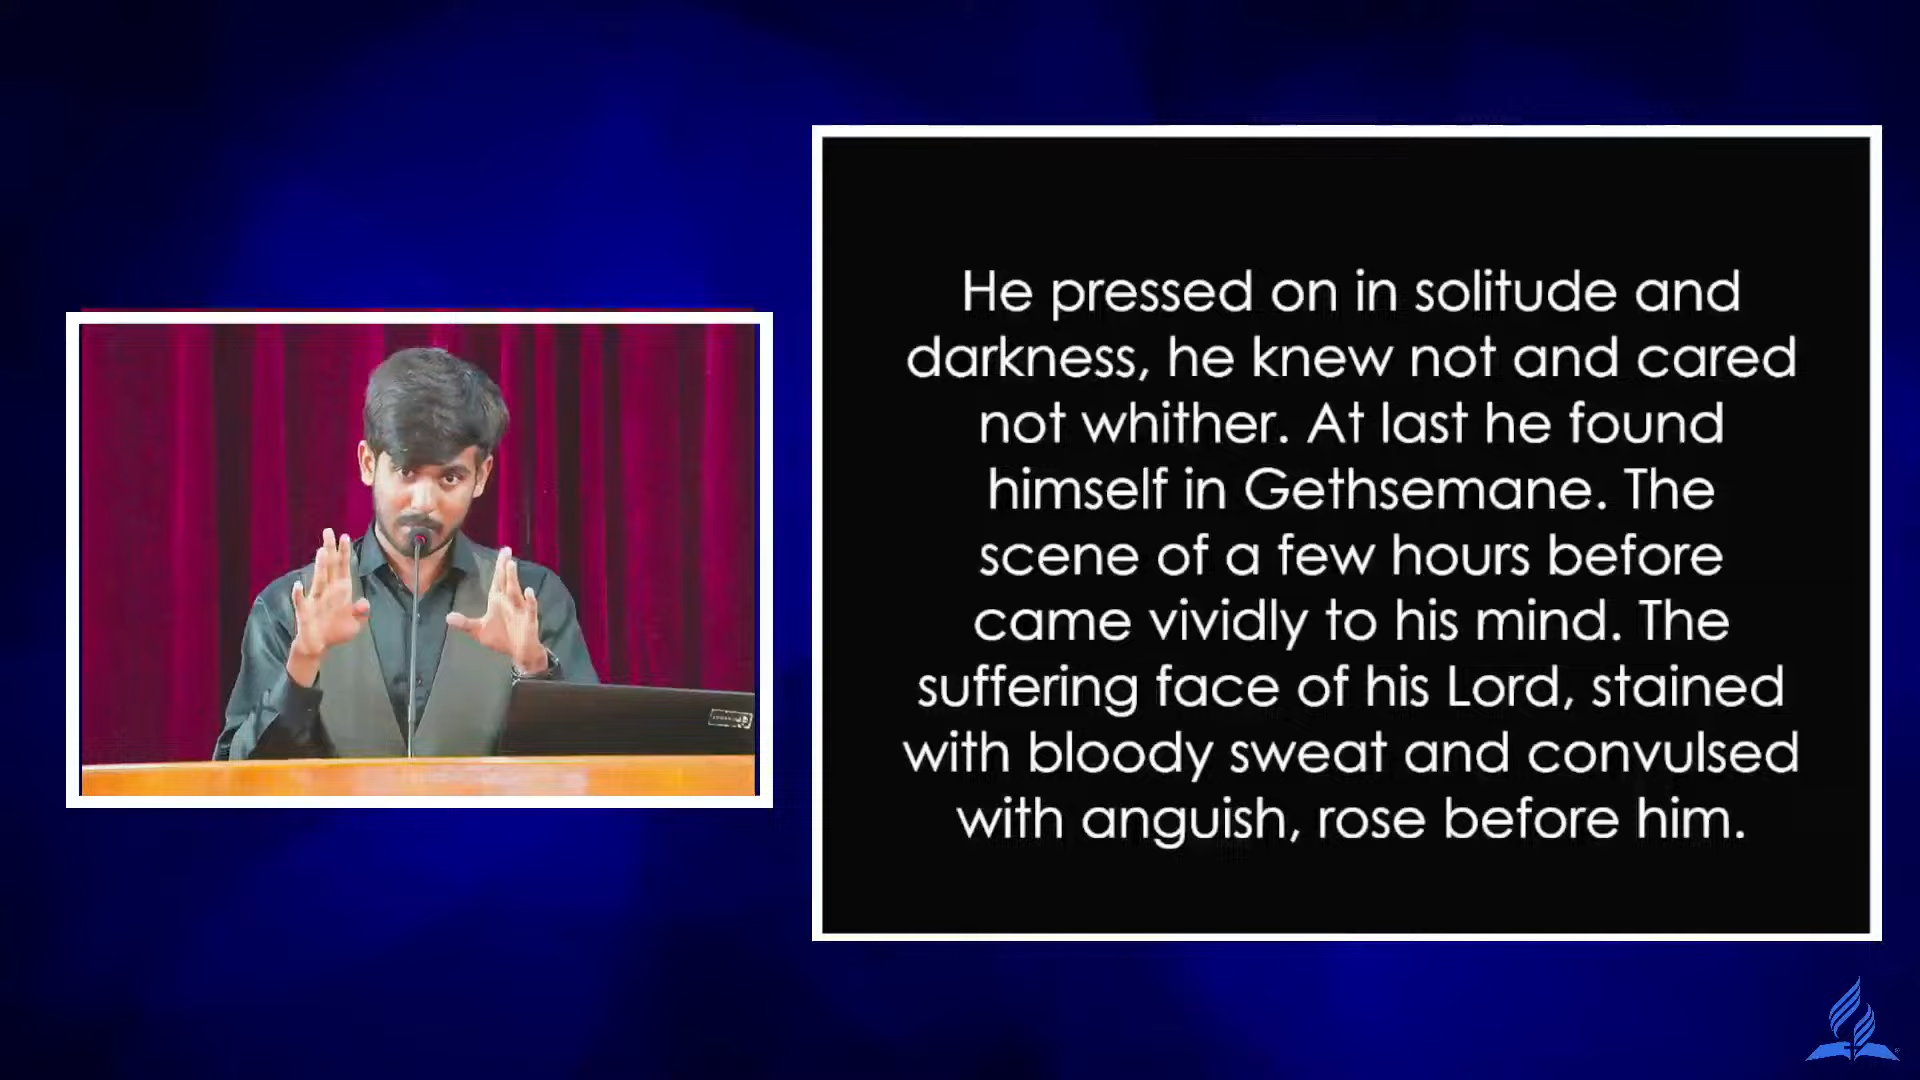 He pressed on in solitude and
darkness, he knew not and cared
not whither. At last he found
himself in Gethsemane. The
scene of a few hours before
came vividly to his mind. The
suffering face of his Lord, stained
with bloody sweat and convulsed
with anguish, rose before him.